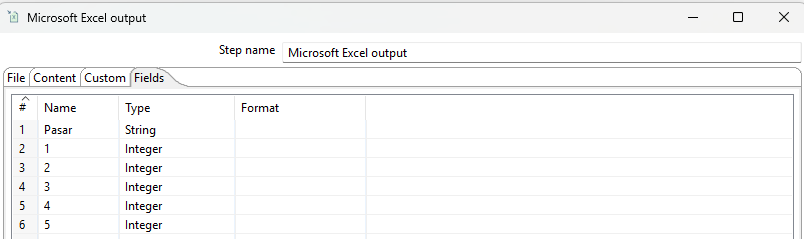 Microsoft Excel output
Step name Microsoft Excel output
File Content Custom Fields
# Name Type Format
1 Pasar String
2 1 Integer
3 2 Integer
4 3 Integer
5 4 Integer
6 5 Integer